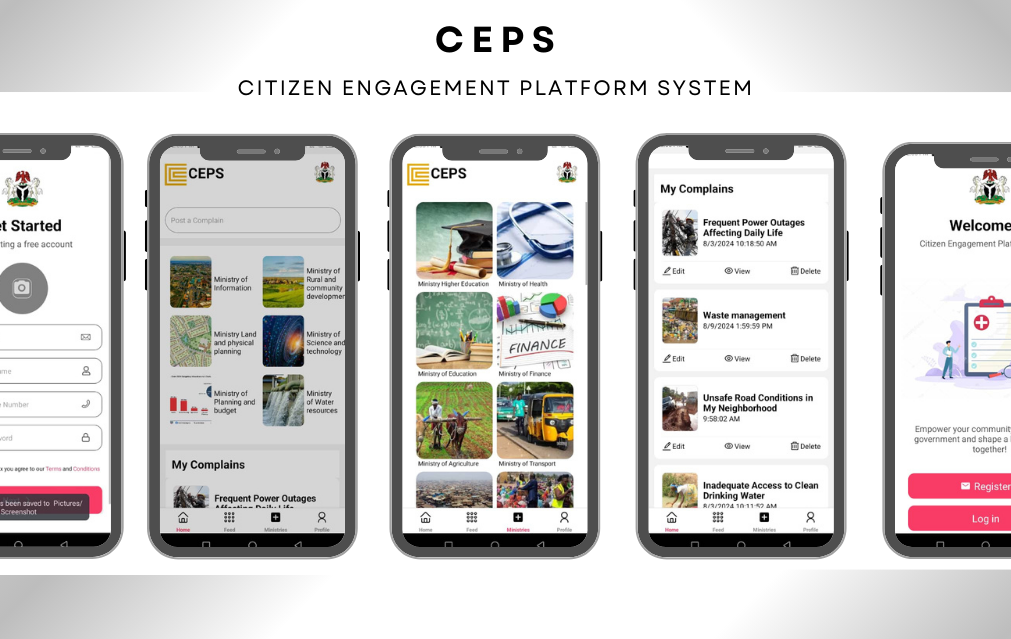 CEPS
CITIZEN ENGAGEMENT PLATFORM SYSTEM
et Started
ting a free account
ame
Number
word
you agree to our Terms and Conditions
s been saved to Pictures/
Screenshot
CEPS
Post a Complain
Ministry of
Information
Ministry of
Rural and
community
developmen
Ministry Land
and physical
planning
Ministry of
Science and
technology
Ministry of
Planning and
budget
Ministry
of Water
resources
My Complains
Frequent Power Outages
Affecting Daily Life
Home
Feed
Ministries
Profile
CEPS
Ministry Higher Education
Ministry of Health
FINANCE
Ministry of Education
Ministry of Finance
Ministry of Agriculture
Ministry of Transport
Home
Feed
Ministries
Profile
My Complains
Frequent Power Outages
Affecting Daily Life
8/3/2024 10:18:50 AM
Edit
View
Delete
Waste management
8/9/2024 1:59:59 PM
Edit
View
Delete
Unsafe Road Conditions in
My Neighborhood
9:58:02 AM
Edit
View
Delete
Inadequate Access to Clean
Drinking Water
8/3/2024 10:11:52 AM
Home
Feed
Ministries
Profile
Welcome
Citizen Engagement Plat
Empower your community
government and shape a
together!
Register
Log in